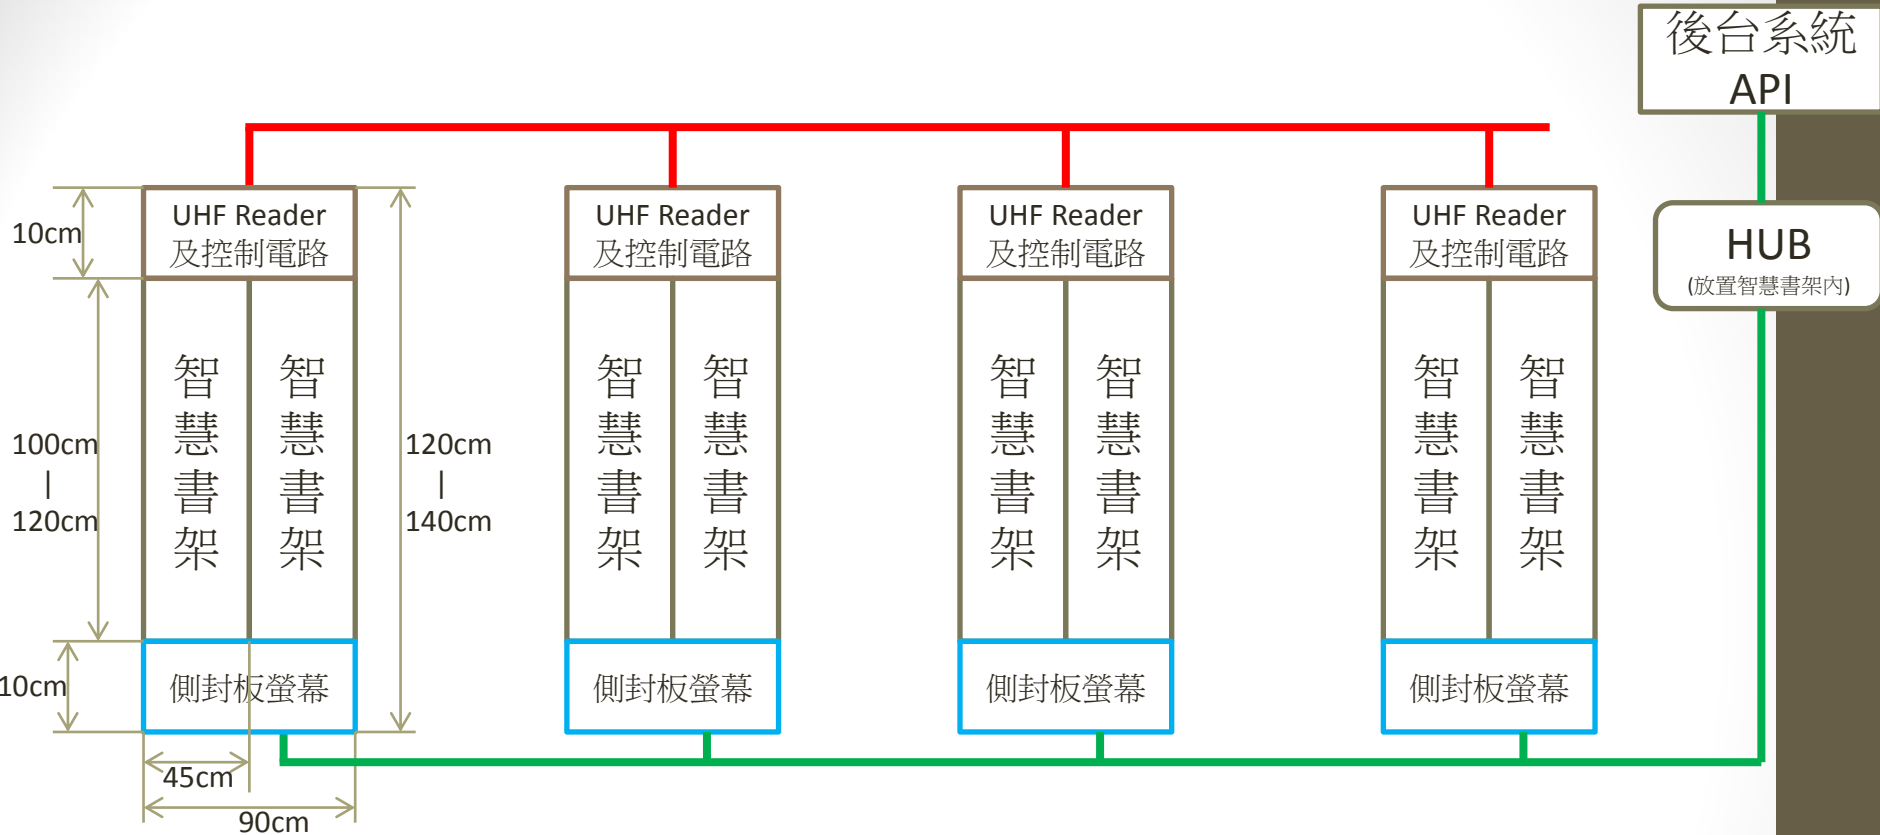 後台系統
API
UHF Reader
及控制電路
UHF Reader
及控制電路
UHF Reader
及控制電路
UHF Reader
及控制電路
HUB
(放置智慧書架內)
10cm
智慧書架
智慧書架
智慧書架
智慧書架
智慧書架
智慧書架
智慧書架
智慧書架
100cm
|
120cm
120cm
|
140cm
10cm
側封板螢幕
側封板螢幕
側封板螢幕
側封板螢幕
45cm
90cm